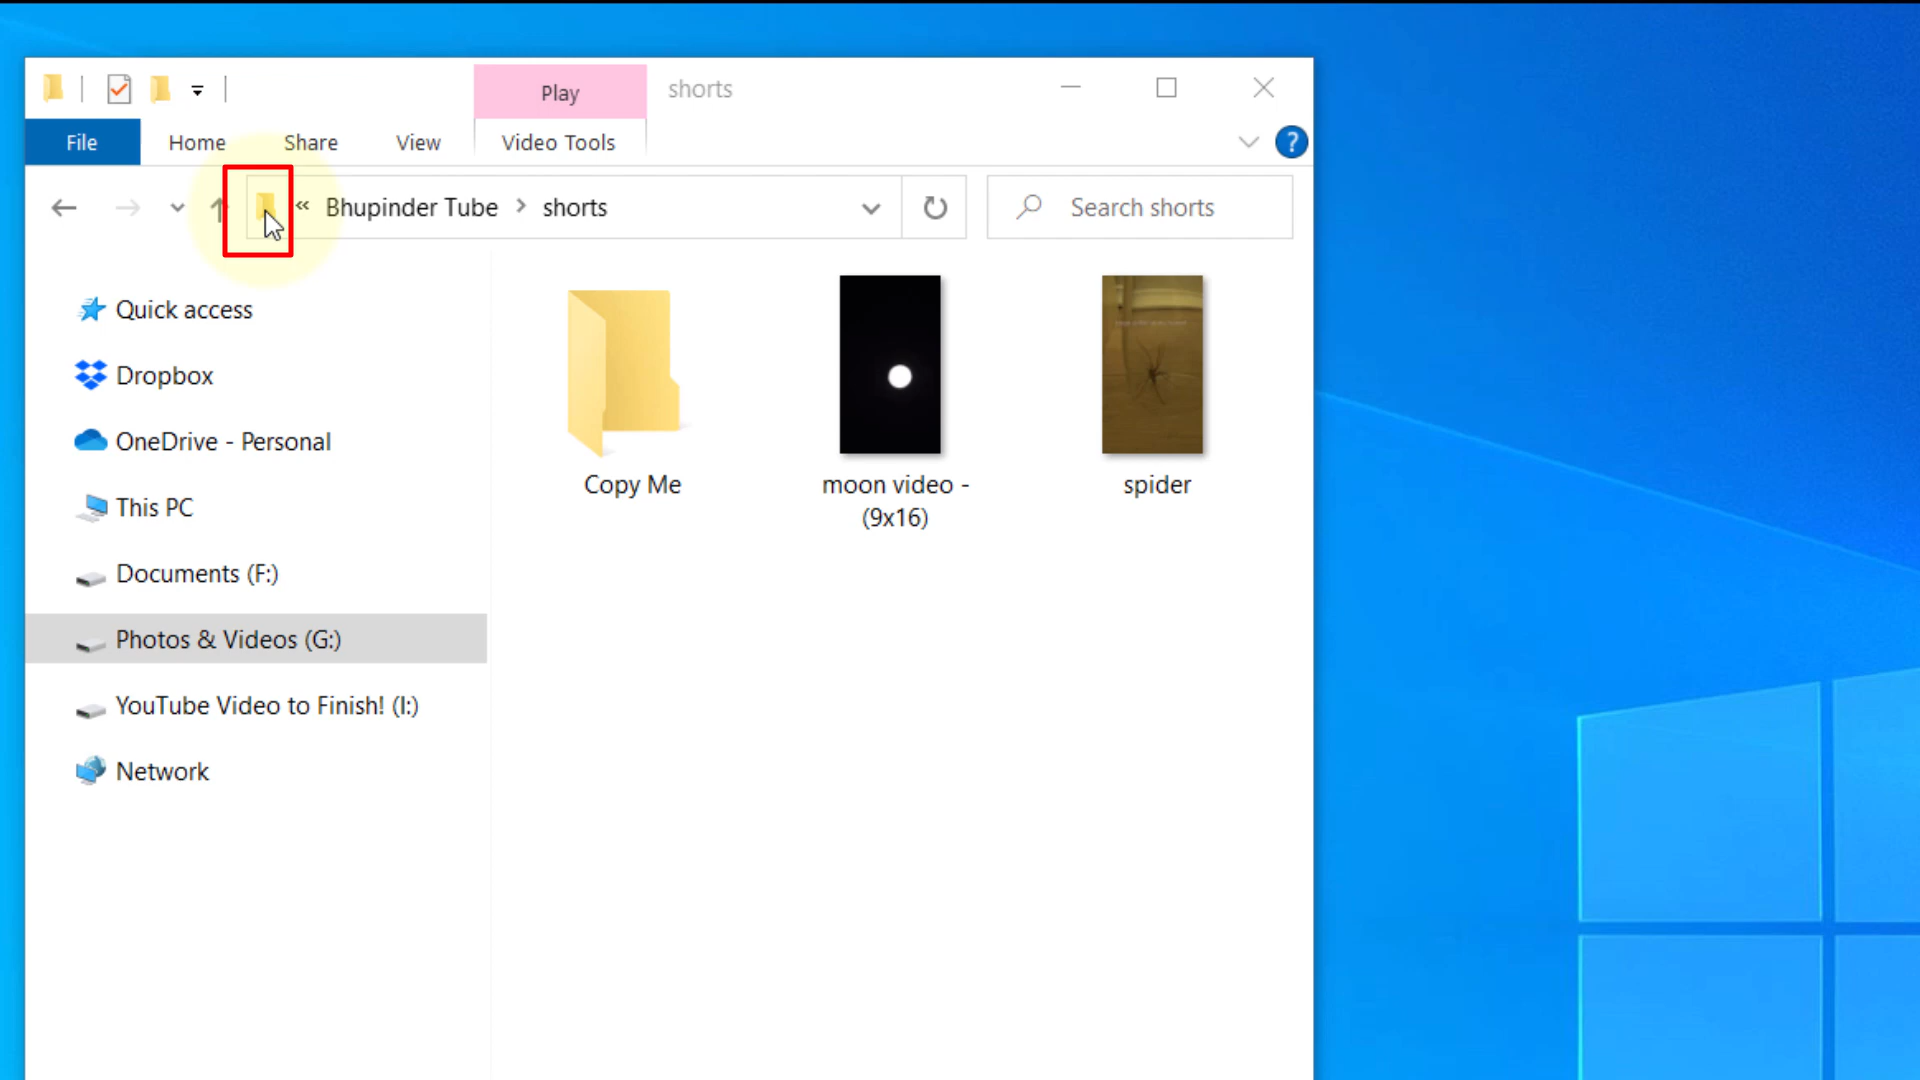 Play
shorts
File
Home
Share
View
Video Tools
?
« Bhupinder Tube > shorts
Search shorts
Quick access
Dropbox
OneDrive - Personal
This PC
Documents (F:)
Photos & Videos (G:)
YouTube Video to Finish! (I:)
Network
Copy Me
moon video -
(9x16)
spider